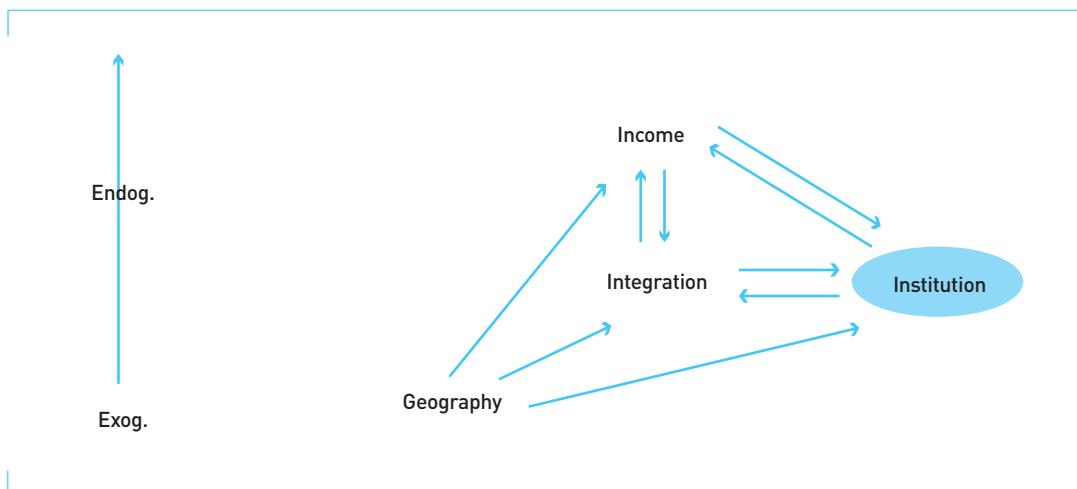 Income
Endog.
Integration
Institution
Geography
Exog.